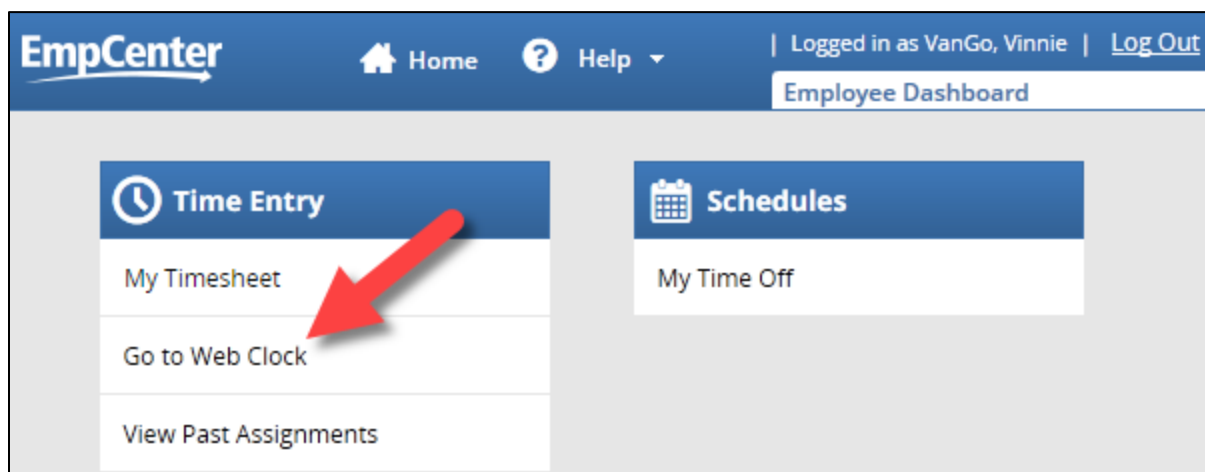 EmpCenter
Home
Help
| Logged in as VanGo, Vinnie | Log Out
Employee Dashboard
Time Entry
My Timesheet
Go to Web Clock
View Past Assignments
Schedules
My Time Off